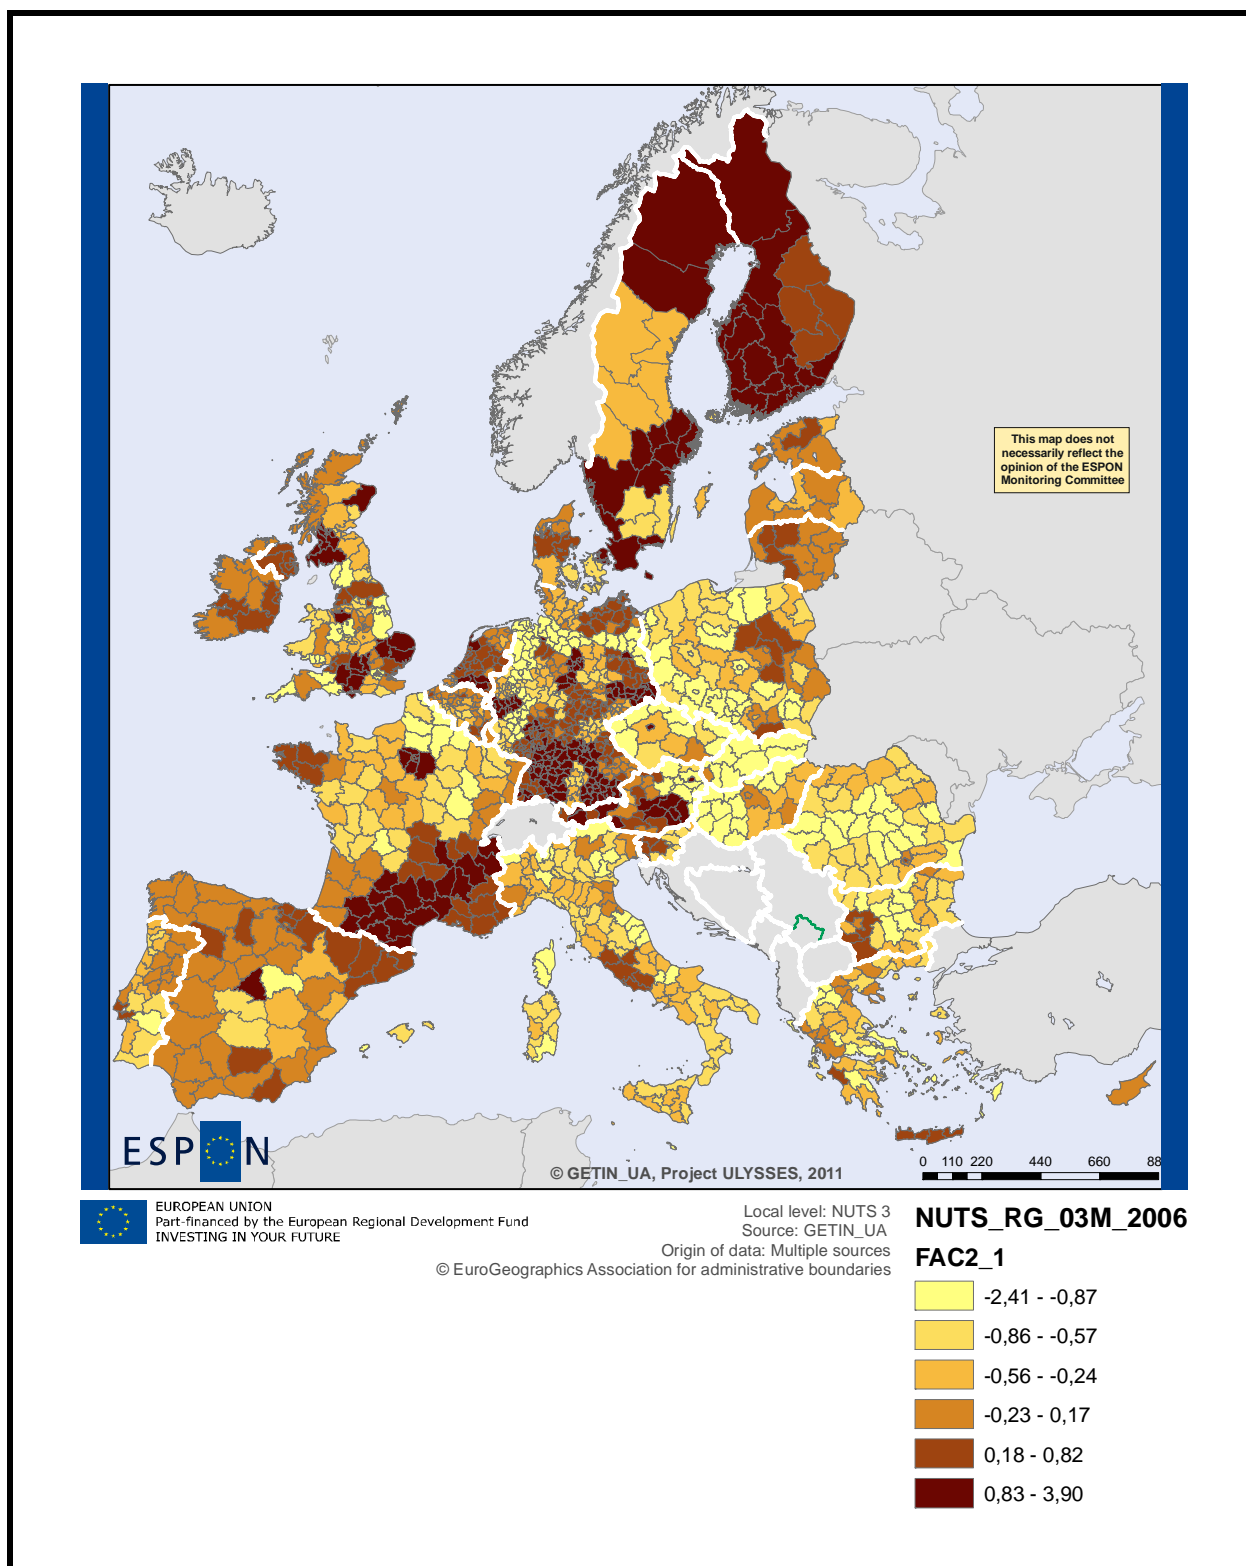 This map does not
necessarily reflect the
opinion of the ESPON
Monitoring Committee
ESPON
© GETIN_UA, Project ULYSSES, 2011
0 110 220 440 660 88
EUROPEAN UNION
Part-financed by the European Regional Development Fund
INVESTING IN YOUR FUTURE
Local level: NUTS 3
Source: GETIN_UA
Origin of data: Multiple sources
© EuroGeographics Association for administrative boundaries
NUTS_RG_03M_2006
FAC2_1
-2,41 - -0,87
-0,86 - -0,57
-0,56 - -0,24
-0,23 - 0,17
0,18 - 0,82
0,83 - 3,90